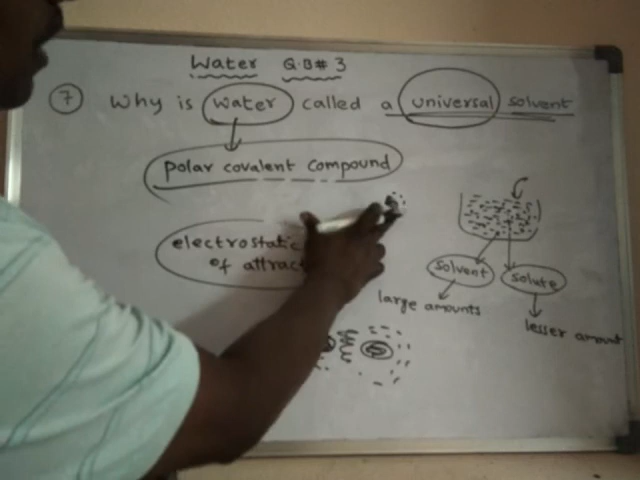 Water Q.B# 3
7 Why is water called a universal solvent
polar covalent compound
electrostatic
of attrac
solvent solute
large amounts
lesser amount